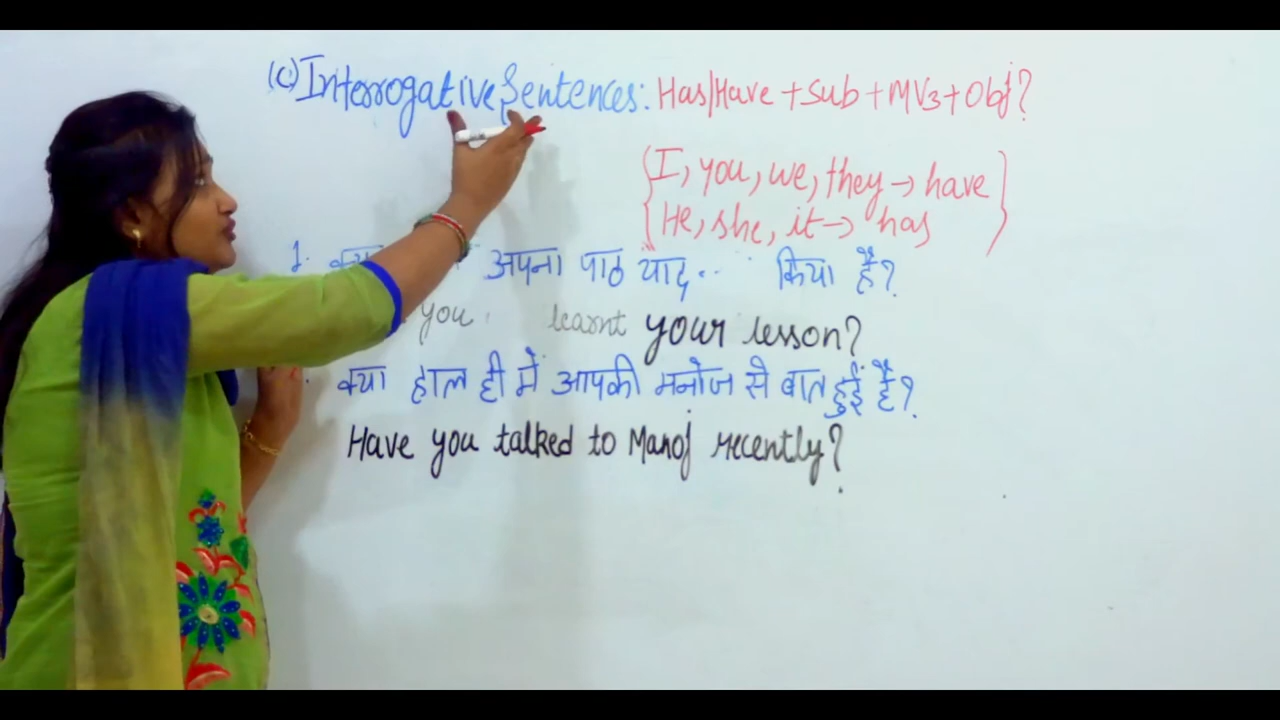 (C) Interrogative Sentences: Has/Have + Sub + MV3 + Obj?
I, you, we, they → have
He, she, it → has
1. क्या अपना पाठ याद.. किया है?
you learnt your lesson?
क्या हाल ही में आपकी मनोज से बात हुई है?
Have you talked to Manoj recently?